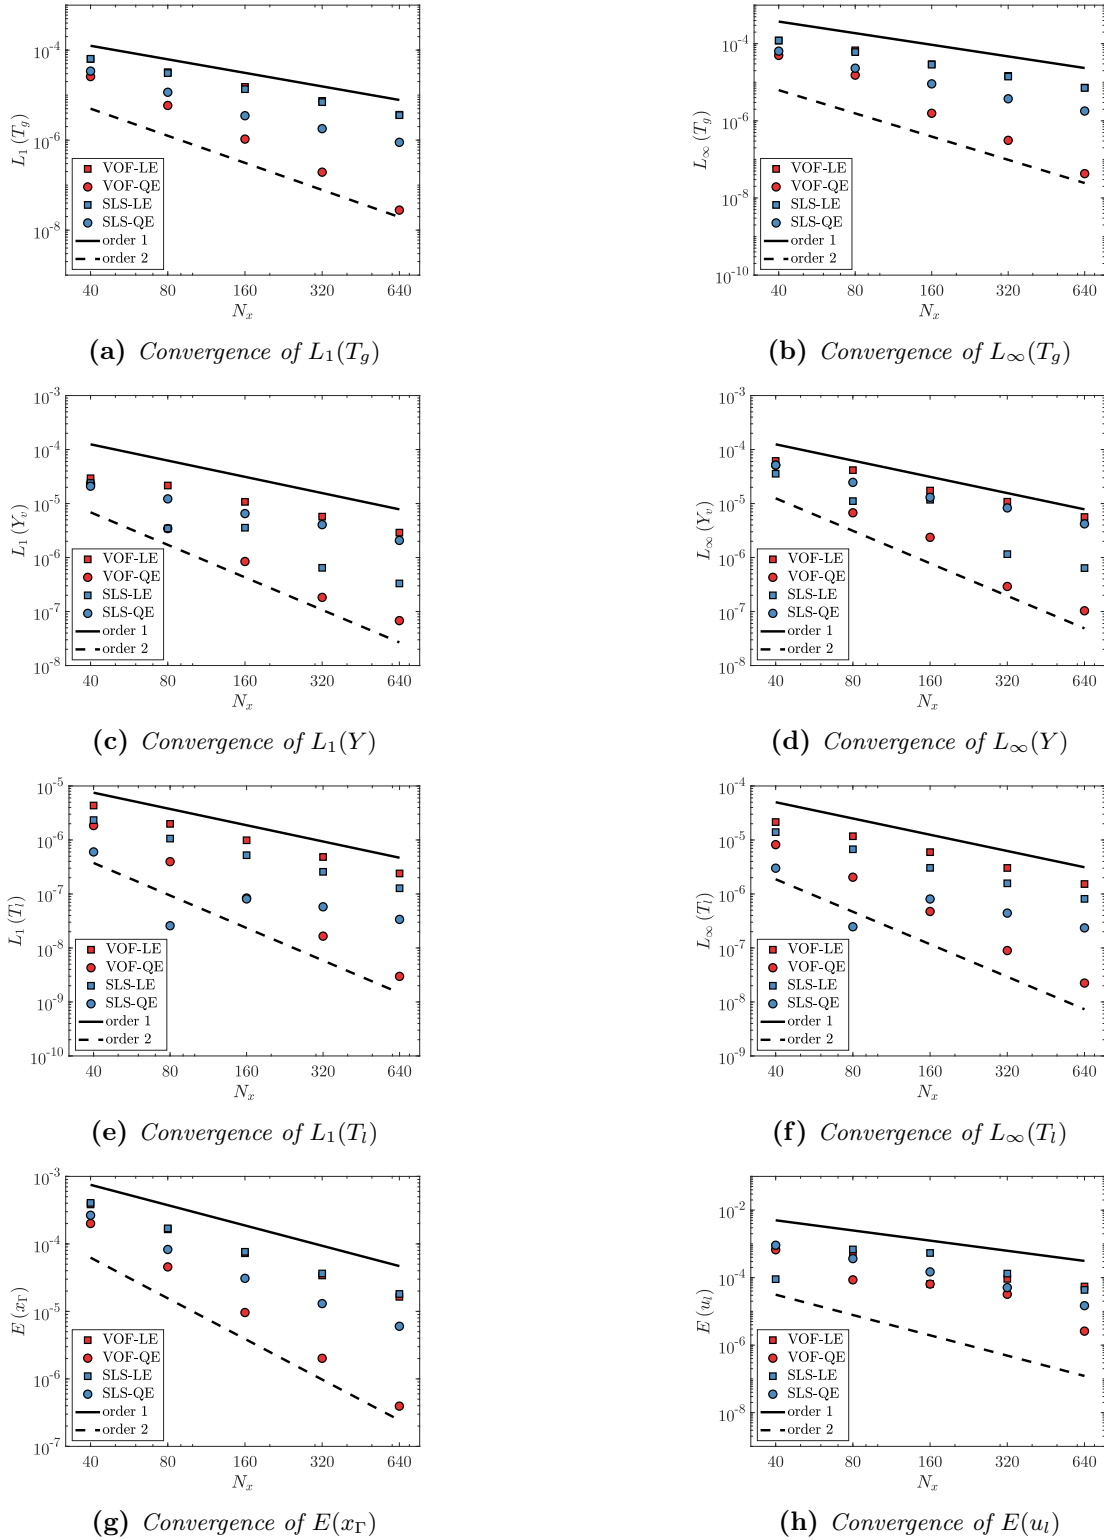 10^{-4}
10^{-6}
10^{-8}
L_1 (T_g)
VOF-LE
VOF-QE
SLS-LE
SLS-QE
order 1
order 2
40 80 160 320 640
N_x
(a) Convergence of L_1(T_g)
10^{-4}
10^{-6}
10^{-8}
10^{-10}
L_∞ (T_g)
VOF-LE
VOF-QE
SLS-LE
SLS-QE
order 1
order 2
40 80 160 320 640
N_x
(b) Convergence of L_∞(T_g)
10^{-3}
10^{-4}
10^{-5}
10^{-6}
10^{-7}
10^{-8}
L_1 (Y_v)
VOF-LE
VOF-QE
SLS-LE
SLS-QE
order 1
order 2
40 80 160 320 640
N_x
(c) Convergence of L_1(Y)
10^{-3}
10^{-4}
10^{-5}
10^{-6}
10^{-7}
10^{-8}
L_∞ (Y_v)
VOF-LE
VOF-QE
SLS-LE
SLS-QE
order 1
order 2
40 80 160 320 640
N_x
(d) Convergence of L_∞(Y)
10^{-5}
10^{-6}
10^{-7}
10^{-8}
10^{-9}
10^{-10}
L_1 (T_l)
VOF-LE
VOF-QE
SLS-LE
SLS-QE
order 1
order 2
40 80 160 320 640
N_x
(e) Convergence of L_1(T_l)
10^{-4}
10^{-5}
10^{-6}
10^{-7}
10^{-8}
10^{-9}
L_∞ (T_l)
VOF-LE
VOF-QE
SLS-LE
SLS-QE
order 1
order 2
40 80 160 320 640
N_x
(f) Convergence of L_∞(T_l)
10^{-3}
10^{-4}
10^{-5}
10^{-6}
10^{-7}
E (x_Γ)
VOF-LE
VOF-QE
SLS-LE
SLS-QE
order 1
order 2
40 80 160 320 640
N_x
(g) Convergence of E(x_Γ)
10^{-2}
10^{-4}
10^{-6}
10^{-8}
E (u_l)
VOF-LE
VOF-QE
SLS-LE
SLS-QE
order 1
order 2
40 80 160 320 640
N_x
(h) Convergence of E(u_l)